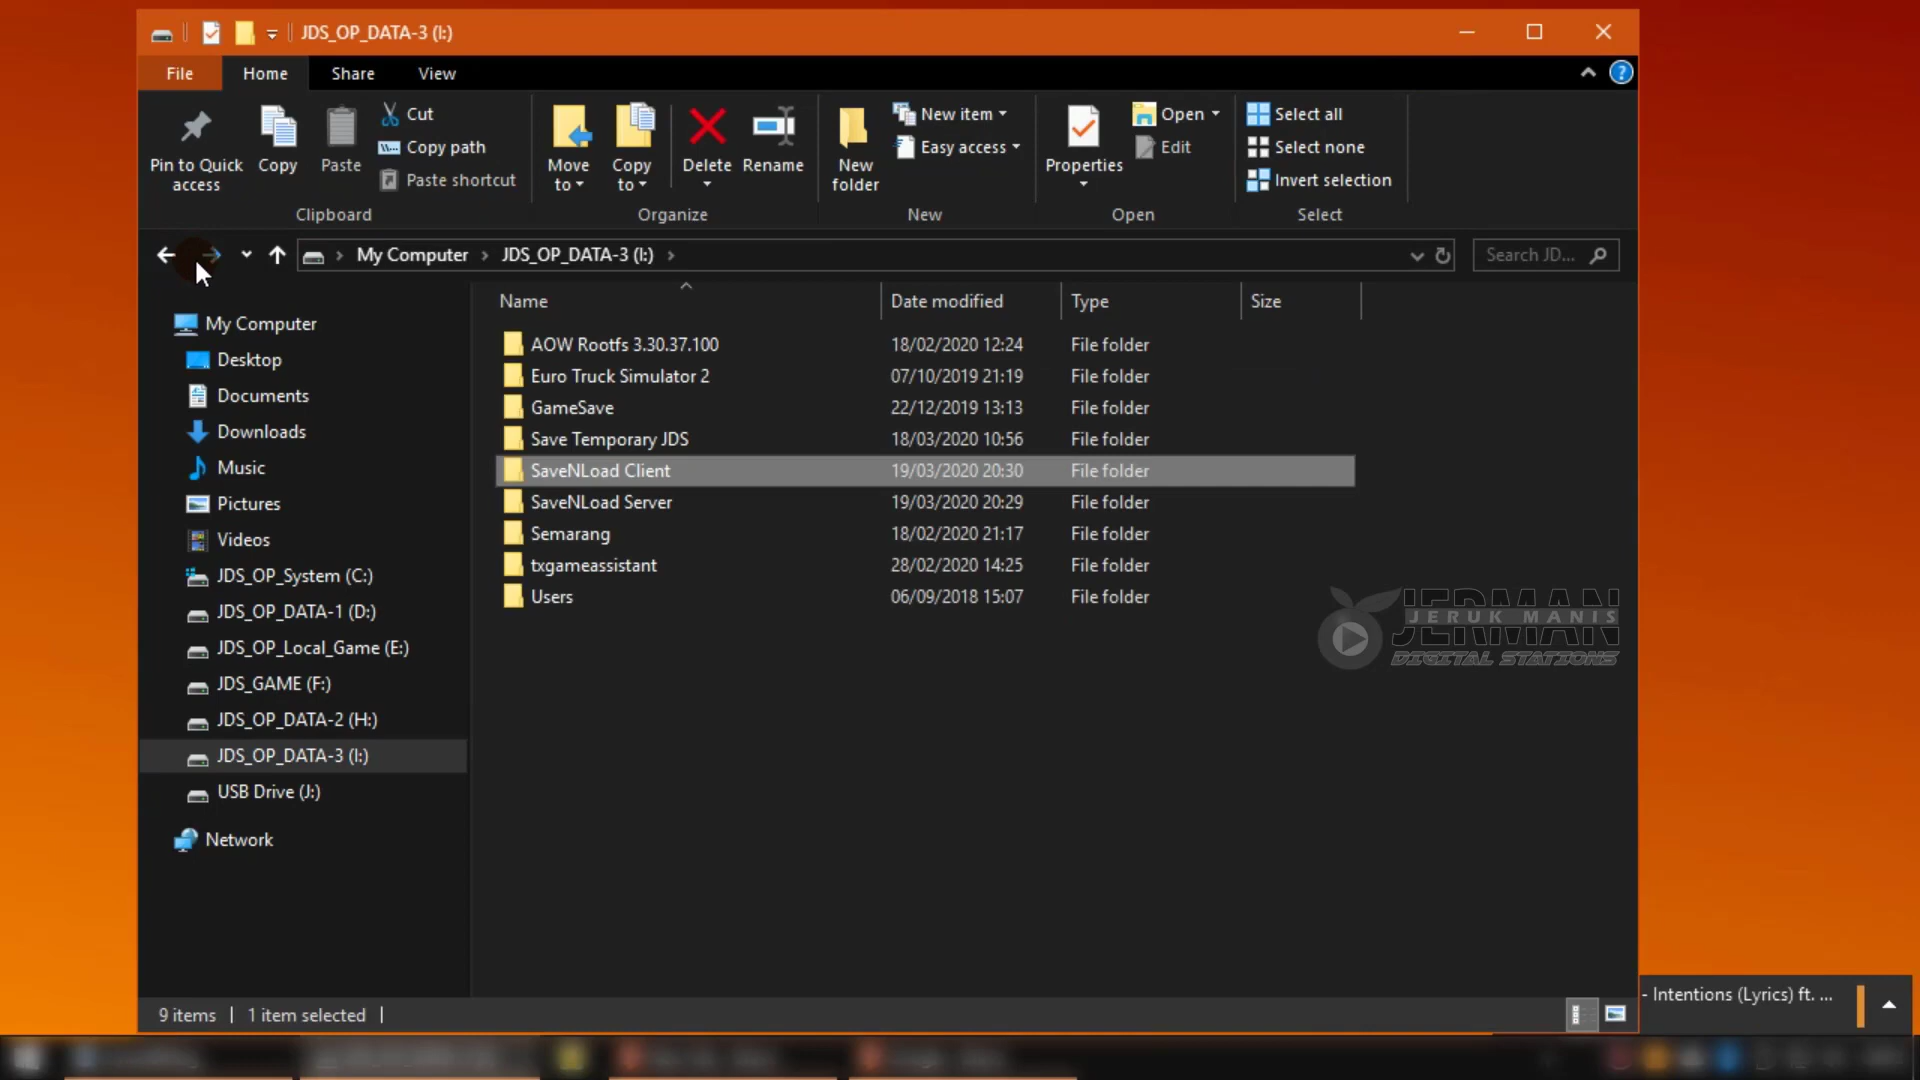 JDS_OP_DATA-3 (I:)
File Home Share View
Pin to Quick access
Copy
Paste
Cut
Copy path
Paste shortcut
Clipboard
Move to
Copy to
Delete
Rename
Organize
New folder
New item
Easy access
New
Properties
Open
Edit
Open
Select all
Select none
Invert selection
Select
My Computer JDS_OP_DATA-3 (I:)
Search JD...
My Computer
Desktop
Documents
Downloads
Music
Pictures
Videos
JDS_OP_System (C:)
JDS_OP_DATA-1 (D:)
JDS_OP_Local_Game (E:)
JDS_GAME (F:)
JDS_OP_DATA-2 (H:)
JDS_OP_DATA-3 (I:)
USB Drive (J:)
Network
Name Date modified Type Size
AOW Rootfs 3.30.37.100 18/02/2020 12:24 File folder
Euro Truck Simulator 2 07/10/2019 21:19 File folder
GameSave 22/12/2019 13:13 File folder
Save Temporary JDS 18/03/2020 10:56 File folder
SaveNLoad Client 19/03/2020 20:30 File folder
SaveNLoad Server 19/03/2020 20:29 File folder
Semarang 18/02/2020 21:17 File folder
txgameassistant 28/02/2020 14:25 File folder
Users 06/09/2018 15:07 File folder
JERMAN
JERUK MANIS
DIGITAL STATIONS
9 items 1 item selected
- Intentions (Lyrics) ft. ...